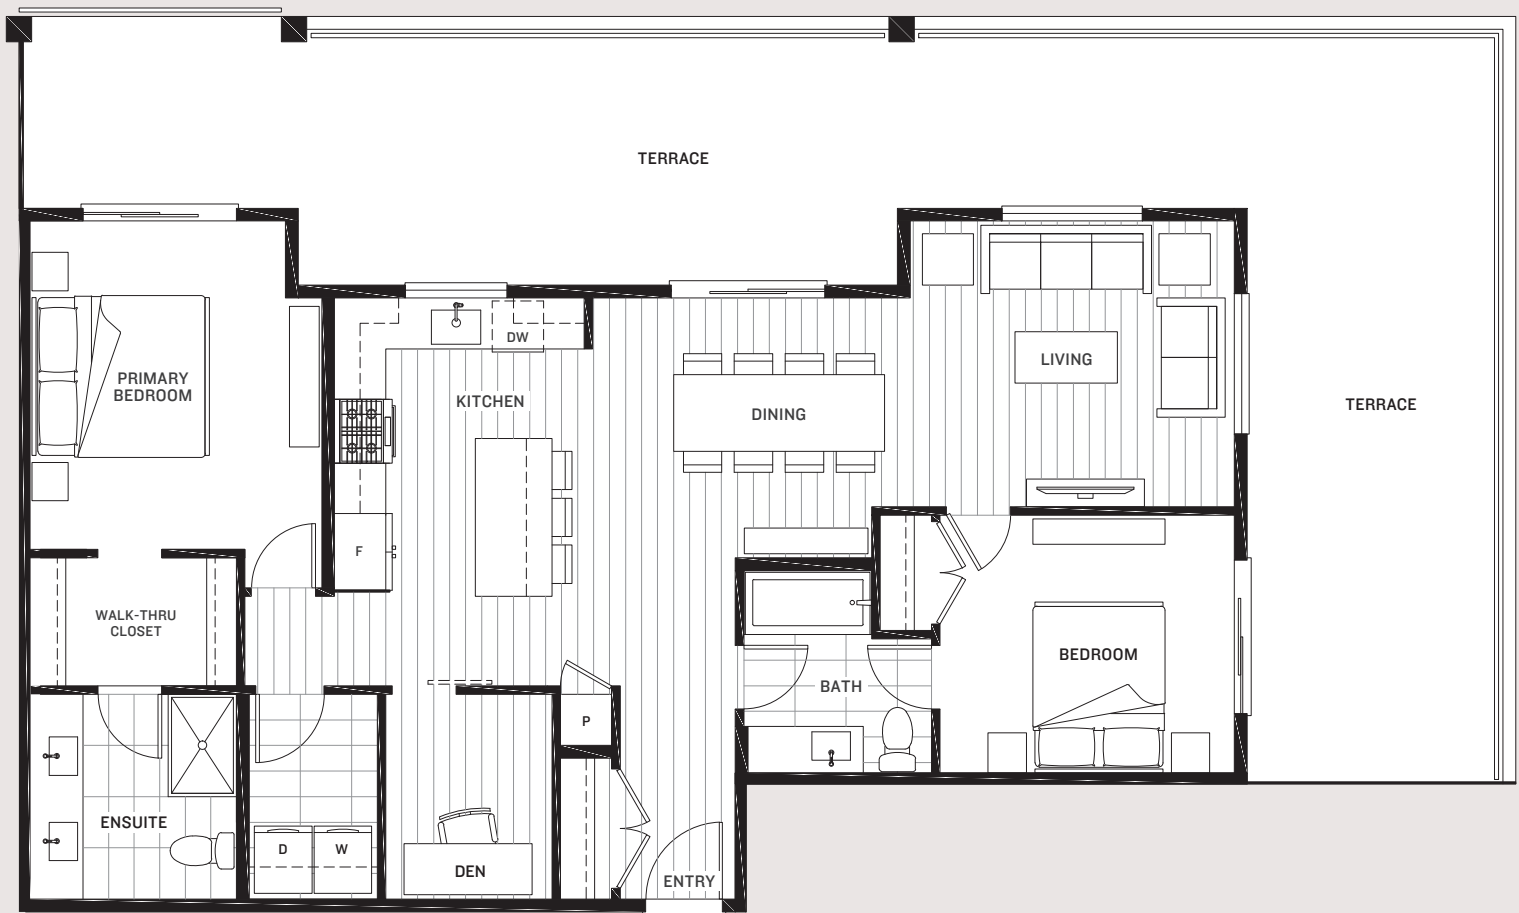 TERRACE
PRIMARY
BEDROOM
KITCHEN
DW
DINING
LIVING
TERRACE
F
WALK-THRU
CLOSET
BATH
BEDROOM
P
ENSUITE
D
W
DEN
ENTRY